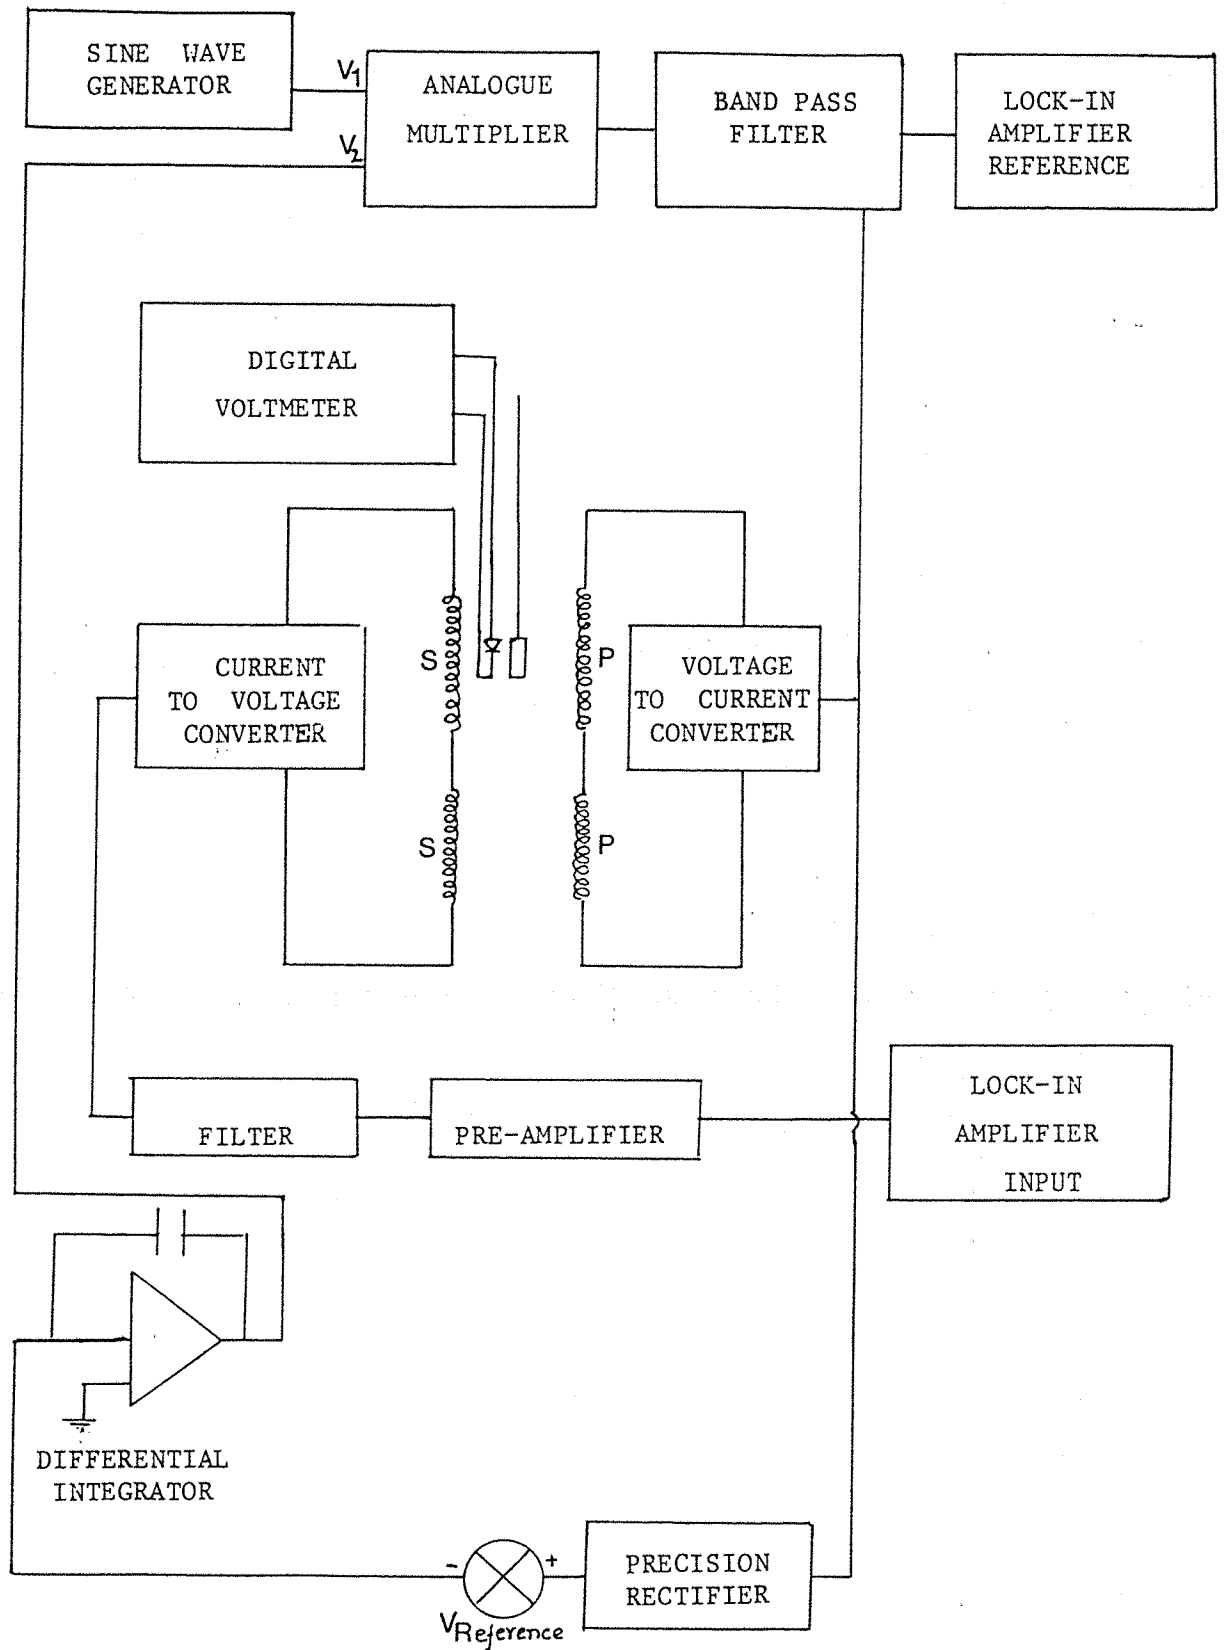 SINE WAVE
GENERATOR
V1
V2
ANALOGUE
MULTIPLIER
BAND PASS
FILTER
LOCK-IN
AMPLIFIER
REFERENCE
DIGITAL
VOLTMETER
CURRENT
TO VOLTAGE
CONVERTER
S
S
P
P
VOLTAGE
TO CURRENT
CONVERTER
FILTER
PRE-AMPLIFIER
LOCK-IN
AMPLIFIER
INPUT
DIFFERENTIAL
INTEGRATOR
- +
VReference
PRECISION
RECTIFIER